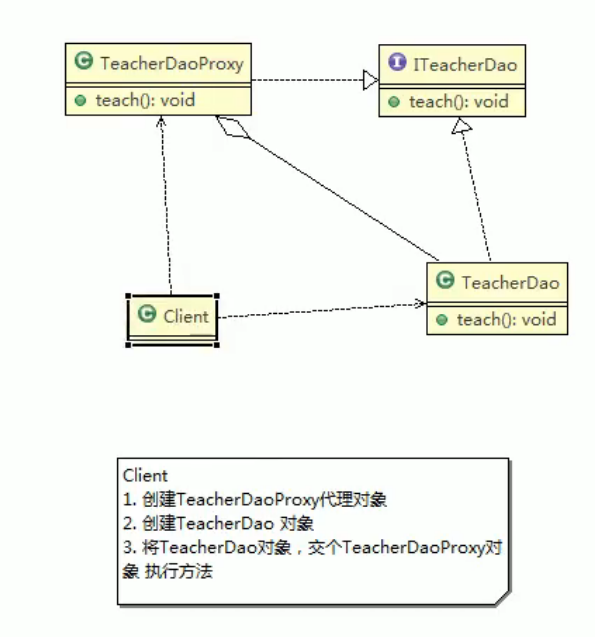 TeacherDaoProxy
teach(): void
ITeacherDao
teach(): void
TeacherDao
teach(): void
Client
Client
1. 创建TeacherDaoProxy代理对象
2. 创建TeacherDao 对象
3. 将TeacherDao对象，交个TeacherDaoProxy对
象 执行方法